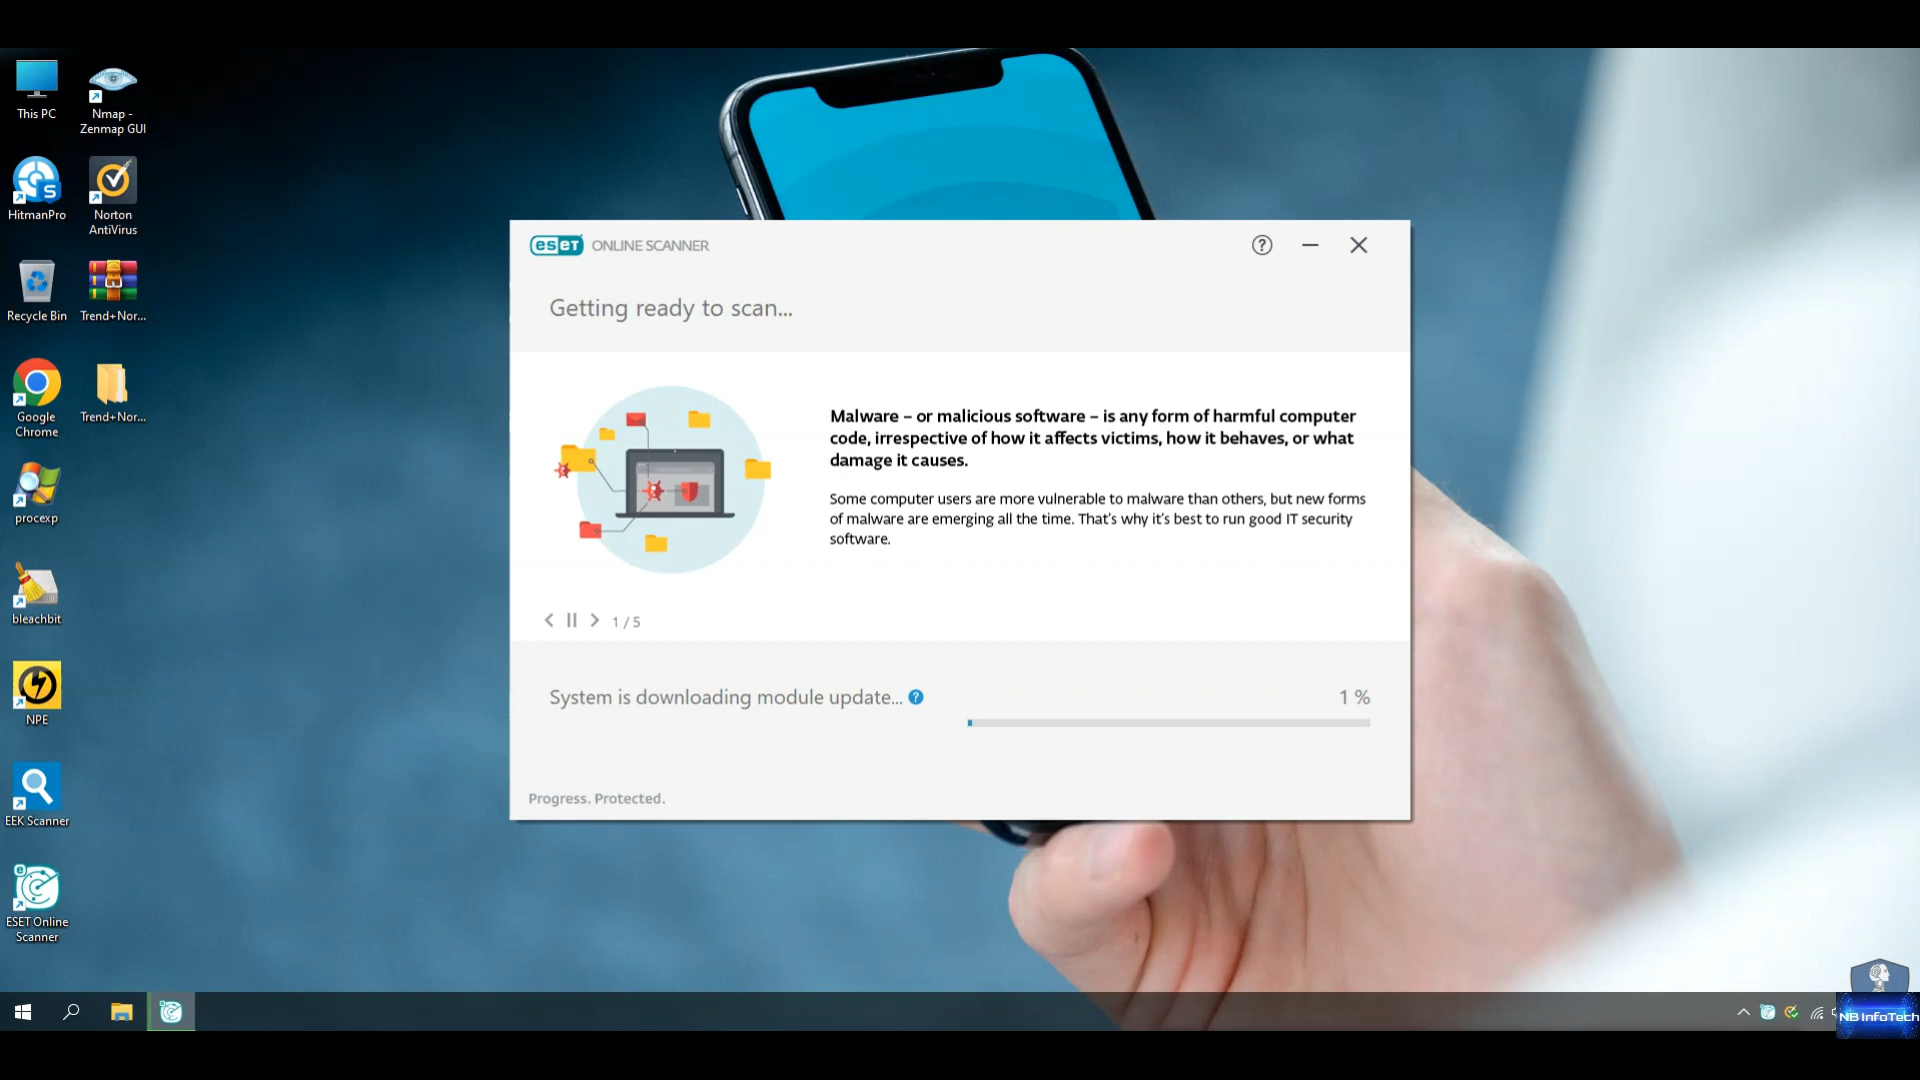 This PC
Nmap -
Zenmap GUI
HitmanPro
Norton
AntiVirus
Recycle Bin
Trend+Nor...
Google
Chrome
Trend+Nor...
procexp
bleachbit
NPE
EEK Scanner
ESET Online
Scanner
eset ONLINE SCANNER
Getting ready to scan...
Malware – or malicious software – is any form of harmful computer
code, irrespective of how it affects victims, how it behaves, or what
damage it causes.
Some computer users are more vulnerable to malware than others, but new forms
of malware are emerging all the time. That's why it's best to run good IT security
software.
1 / 5
System is downloading module update... ?
1 %
Progress. Protected.
NB InfoTech